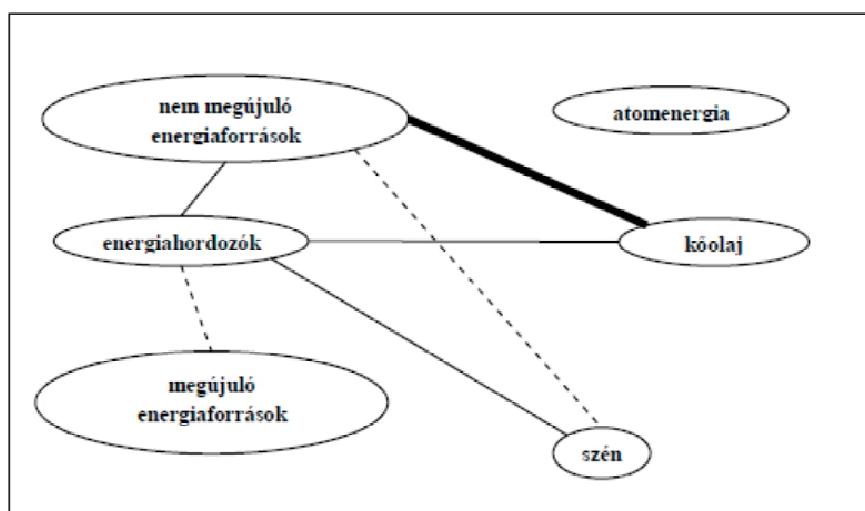 nem megújuló
energiaforrások
atomenergia
energiahordozók
kőolaj
megújuló
energiaforrások
szén